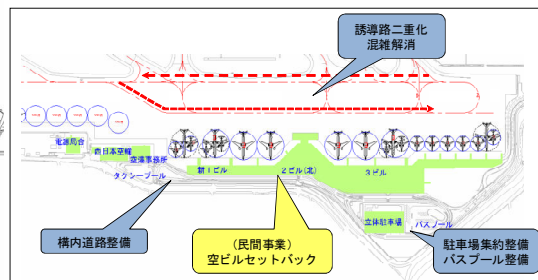 誘導路二重化
混雑解消
電源局舎
西日本空輸
空港事務所
タクシープール
新1ビル
2ビル(北)
3ビル
立体駐車場
バスプール
構内道路整備
(民間事業)
空ビルセットバック
駐車場集約整備
バスプール整備